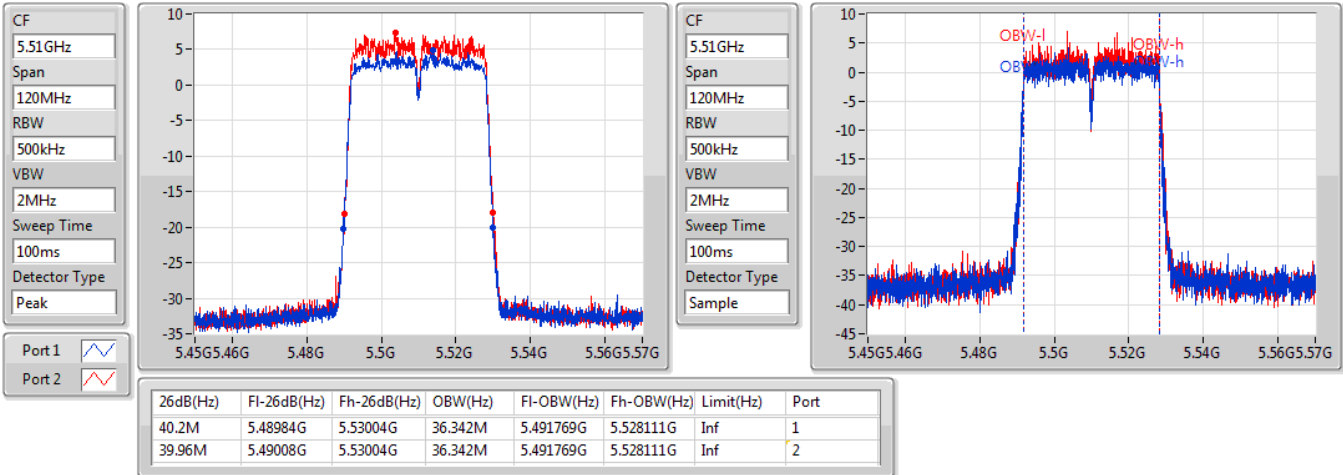 CF
5.51GHz
Span
120MHz
RBW
500kHz
VBW
2MHz
Sweep Time
100ms
Detector Type
Peak
Port 1
Port 2
10
5
0
-5
-10
-15
-20
-25
-30
-35
5.45G5.46G 5.48G 5.5G 5.52G 5.54G 5.56G5.57G
CF
5.51GHz
Span
120MHz
RBW
500kHz
VBW
2MHz
Sweep Time
100ms
Detector Type
Sample
10
5
0
-5
-10
-15
-20
-25
-30
-35
-40
-45
OBW-l
OBW-h
5.45G5.46G 5.48G 5.5G 5.52G 5.54G 5.56G5.57G
26dB(Hz) Fl-26dB(Hz) Fh-26dB(Hz) OBW(Hz) Fl-OBW(Hz) Fh-OBW(Hz) Limit(Hz) Port
40.2M 5.48984G 5.53004G 36.342M 5.491769G 5.528111G Inf 1
39.96M 5.49008G 5.53004G 36.342M 5.491769G 5.528111G Inf 2